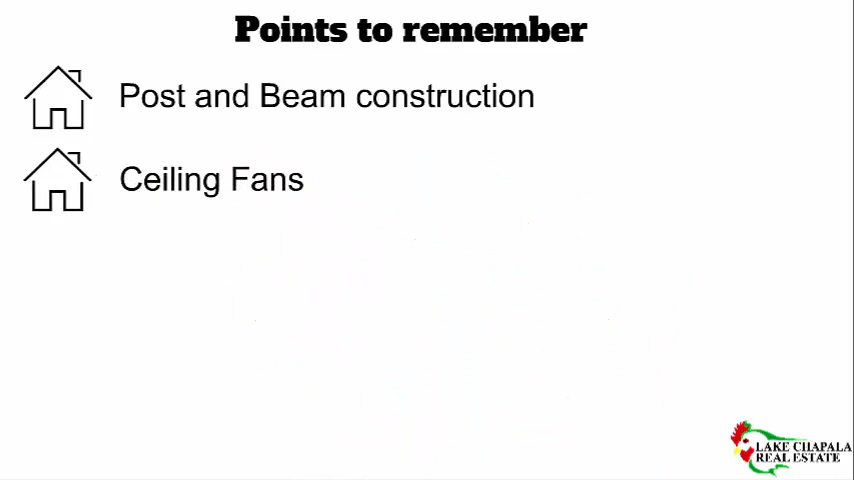 Points to remember
Post and Beam construction
Ceiling Fans
LAKE CHAPALA
REAL ESTATE